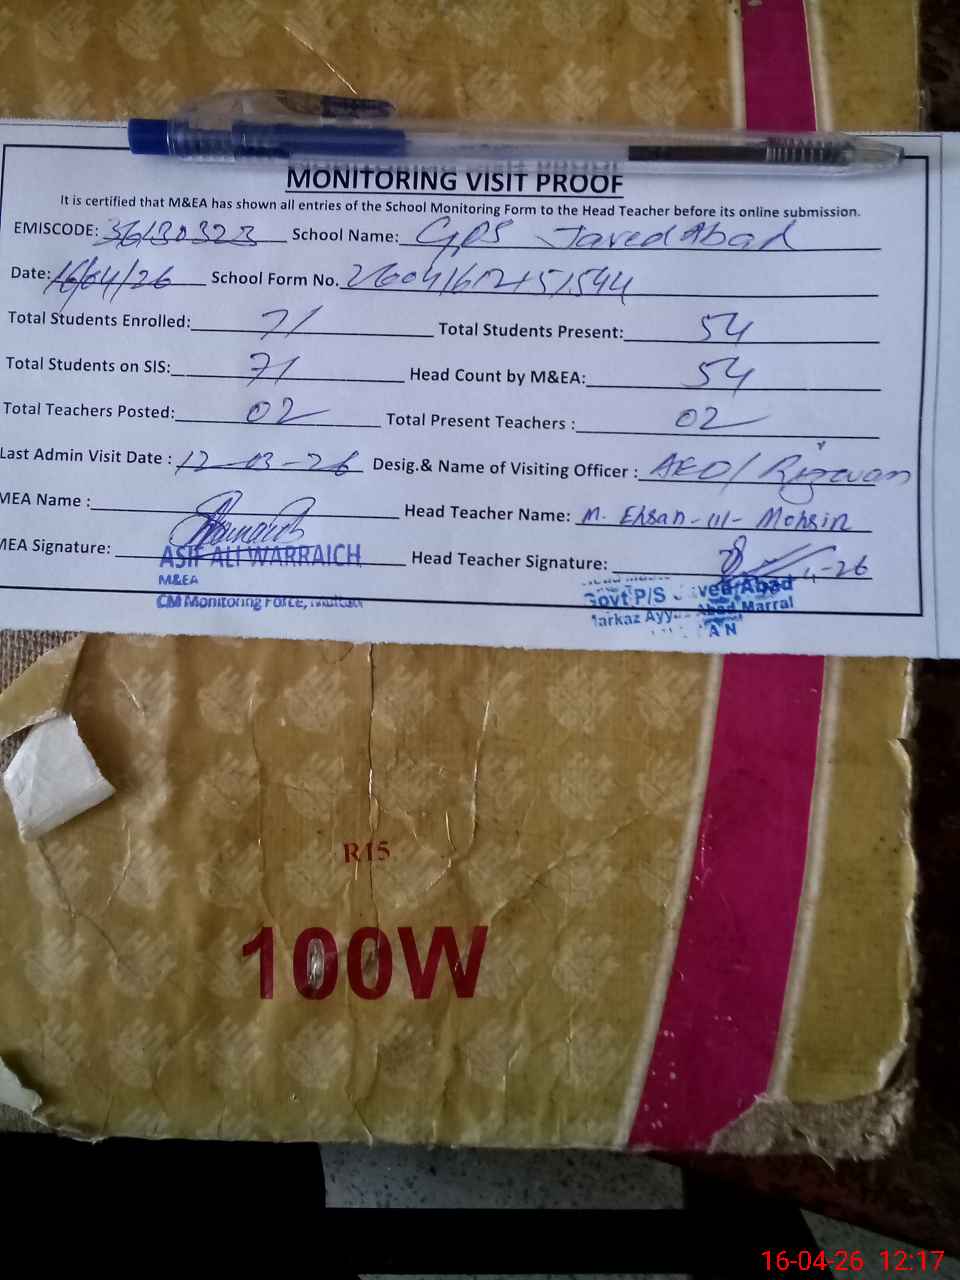 MONITORING VISIT PROOF
It is certified that M&EA has shown all entries of the School Monitoring Form to the Head Teacher before its online submission.
EMISCODE: 36130323 School Name: GPS Javed Abad
Date: 16/04/26 School Form No.
Total Students Enrolled: 71 Total Students Present: 54
Total Students on SIS: 71 Head Count by M&EA: 54
Total Teachers Posted: 02 Total Present Teachers : 02
Last Admin Visit Date : 12-03-26 Desig.& Name of Visiting Officer : AEO/ Rizwan
MEA Name : Head Teacher Name: M. Ehsan-ul-Mohsin
MEA Signature: Head Teacher Signature:
ASIF ALI WARRAICH
M&EA
CM Monitoring Force, Multan
Govt P/S Javed Abad
Markaz Abad Marral
R15
100W
16-04-26 12:17